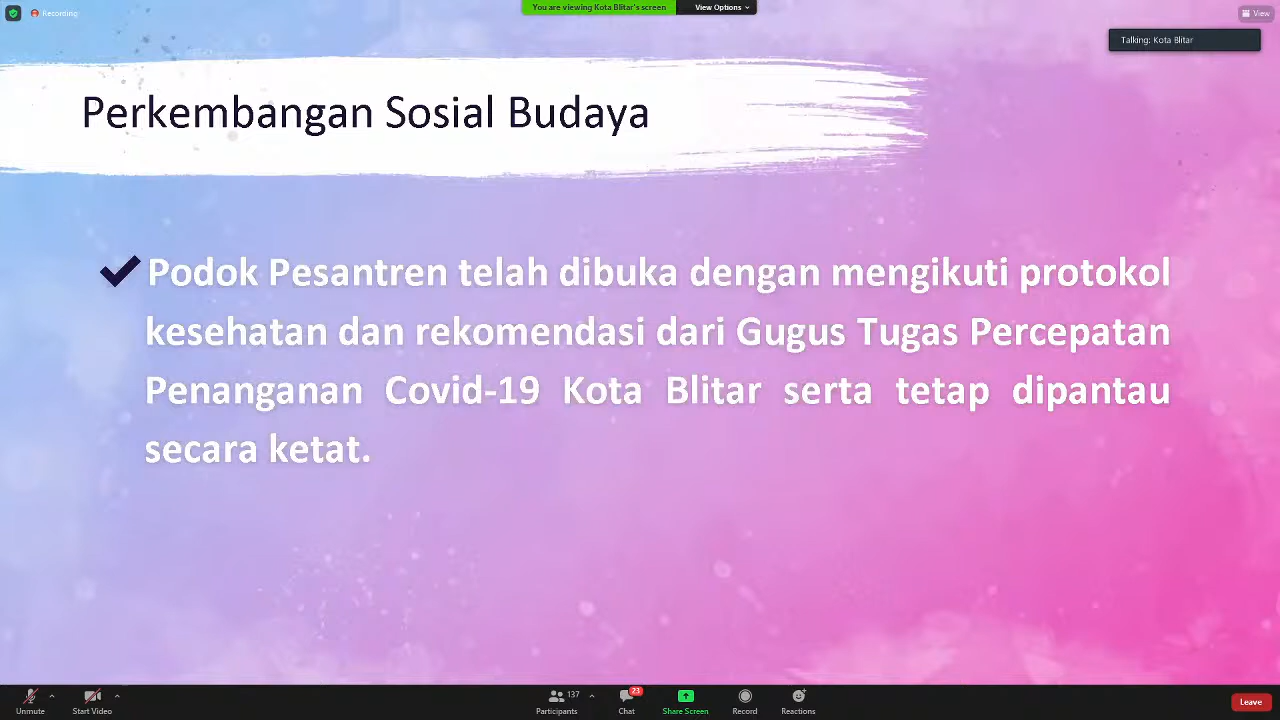 Recording
You are viewing Kota Blitar's screen
View Options
View
Talking: Kota Blitar
Perkembangan Sosial Budaya
Podok Pesantren telah dibuka dengan mengikuti protokol
kesehatan dan rekomendasi dari Gugus Tugas Percepatan
Penanganan Covid-19 Kota Blitar serta tetap dipantau
secara ketat.
Unmute
Start Video
137
Participants
23
Chat
Share Screen
Record
Reactions
Leave